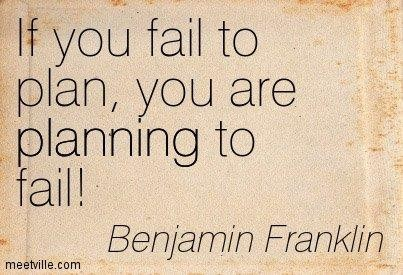 If you fail to
plan, you are
planning to
fail!
Benjamin Franklin
meetville.com